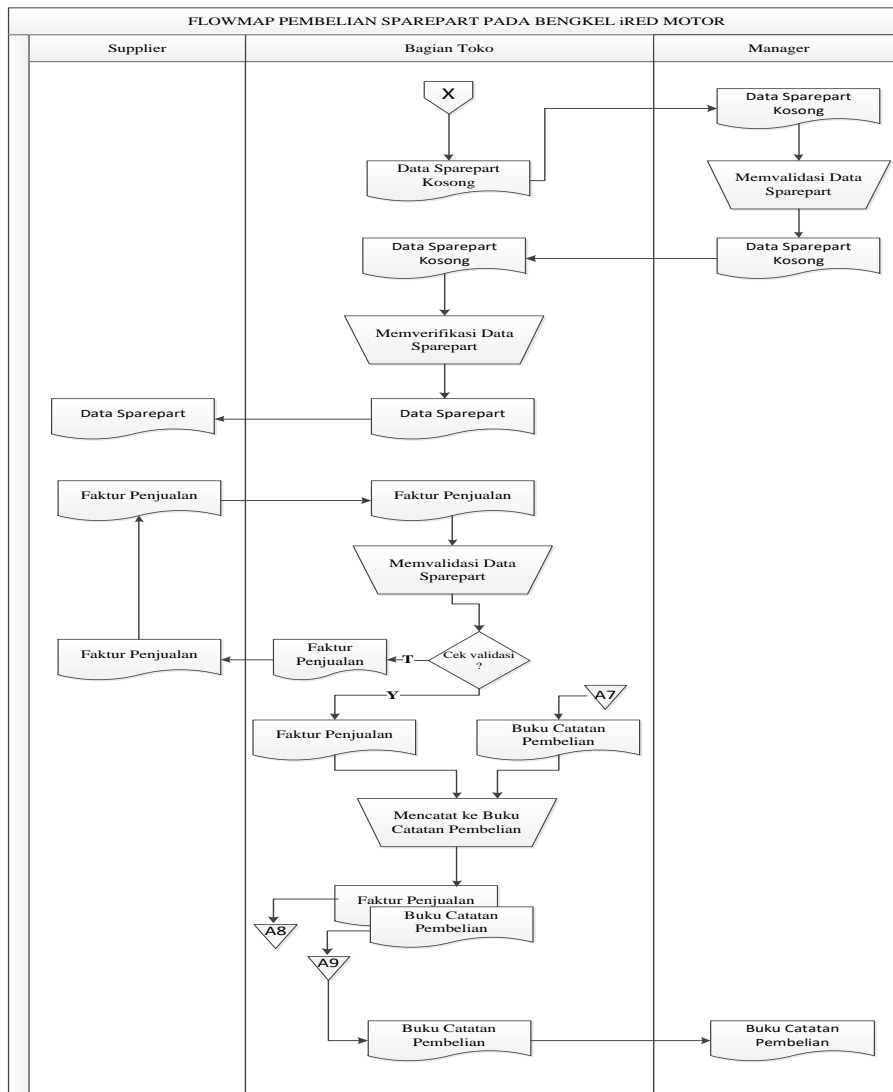 FLOWMAP PEMBELIAN SPAREPART PADA BENGKEL iRED MOTOR
Supplier
Bagian Toko
Manager
X
Data Sparepart
Kosong
Data Sparepart
Kosong
Memvalidasi Data
Sparepart
Data Sparepart
Kosong
Data Sparepart
Kosong
Memverifikasi Data
Sparepart
Data Sparepart
Data Sparepart
Faktur Penjualan
Faktur Penjualan
Memvalidasi Data
Sparepart
Cek validasi
?
T
Faktur
Penjualan
Faktur Penjualan
Y
A7
Faktur Penjualan
Buku Catatan
Pembelian
Mencatat ke Buku
Catatan Pembelian
Faktur Penjualan
Buku Catatan
Pembelian
A8
A9
Buku Catatan
Pembelian
Buku Catatan
Pembelian